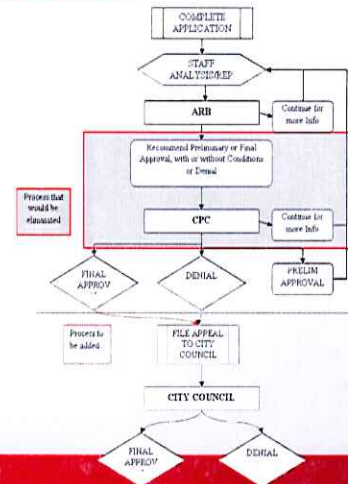 COMPLETE
APPLICATION
STAFF
ANALYSIS/REP
ARB
Continue for
more Info
Recommend Preliminary or Final
Approval, with or without Conditions
or Denial
Process that
would be
eliminated
CPC
Continue for
more Info
FINAL
APPROV
DENIAL
PRELIM
APPROVAL
Process to
be added
FILE APPEAL
TO CITY
COUNCIL
CITY COUNCIL
FINAL
APPROV
DENIAL